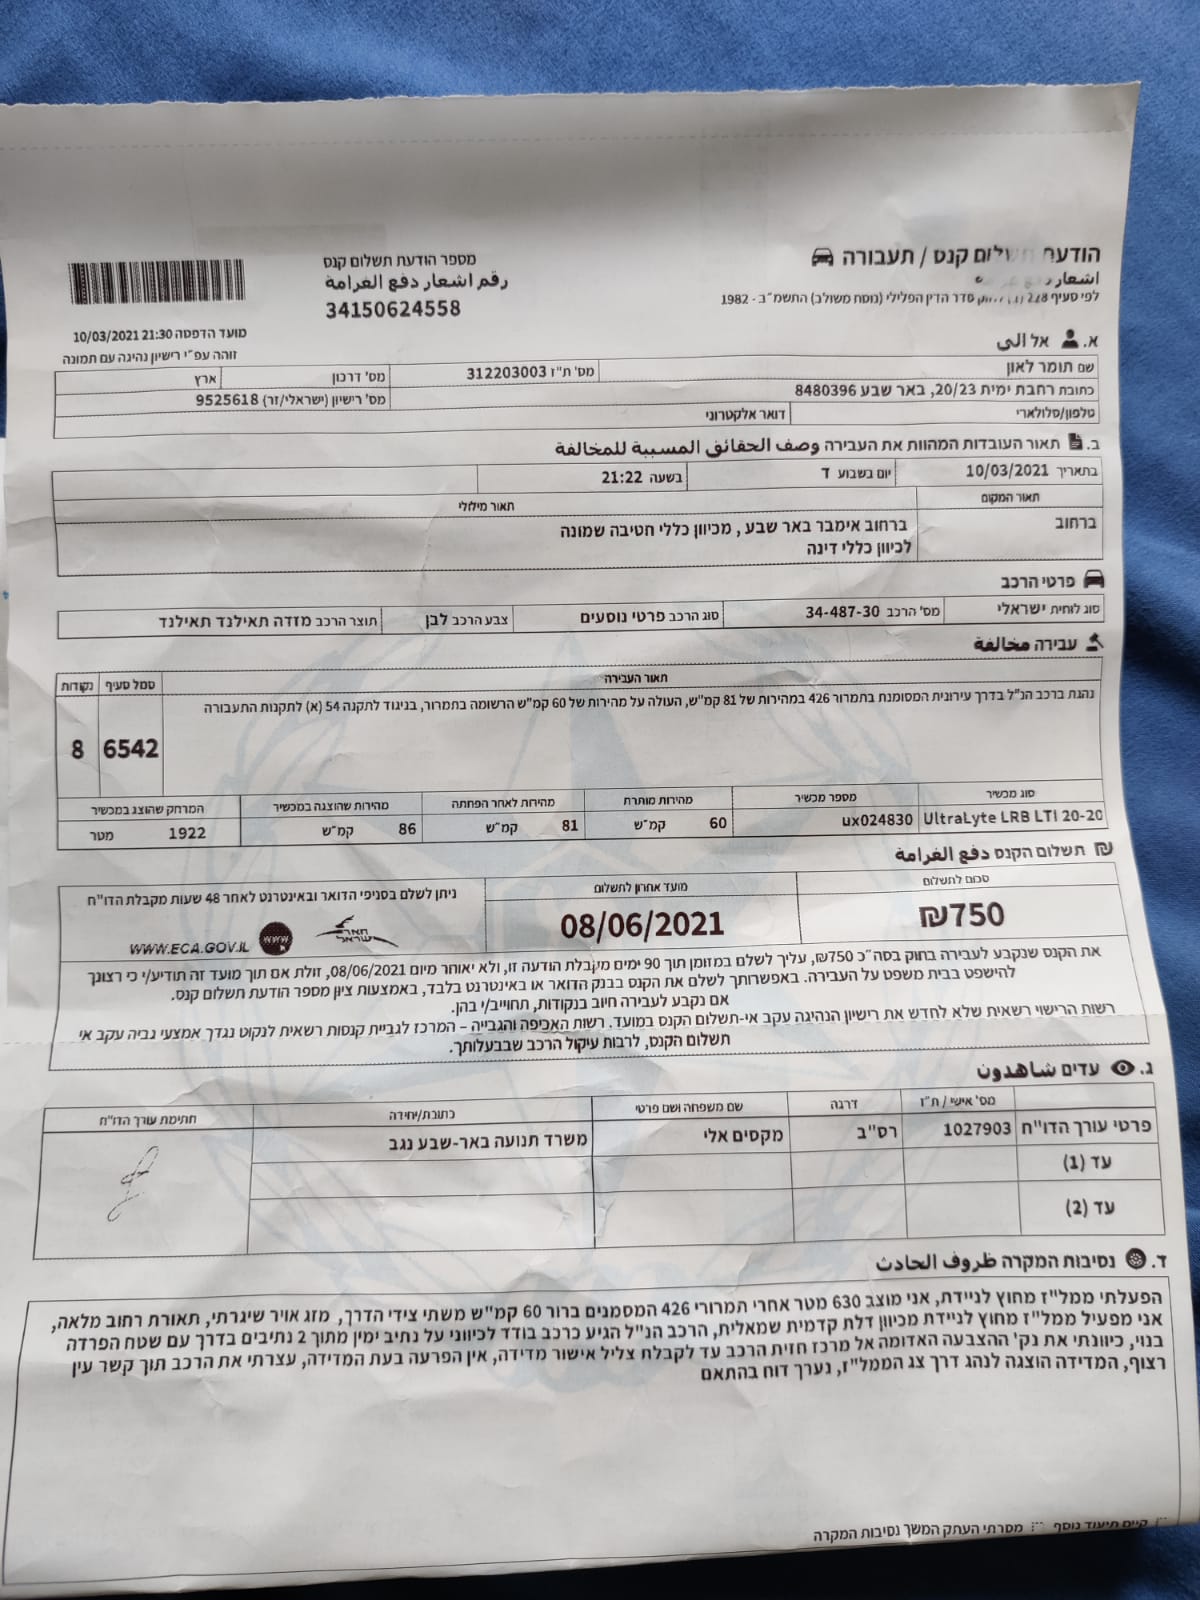 הודעת תשלום קנס / תעבורה
اشعار
לפי סעיף 228 סדר הדין הפלילי (נוסח משולב) התשמ"ב - 1982
מספר הודעת תשלום קנס
رقم اشعار دفع الغرامة
34150624558
מועד הדפסה 21:30 10/03/2021
זוהה עפ"י רישיון נהיגה עם תמונה
א. אל الى
שם תומר לאון מס' ת"ז 312203003 מס' דרכון ארץ
כתובת רחבת ימית 20/23, באר שבע 8480396 מס' רישיון (ישראלי/זר) 9525618
טלפון/סלולארי דואר אלקטרוני
ב. תאור העובדות המהוות את העבירה وصف الحقائق المسببة للمخالفة
בתאריך 10/03/2021 יום בשבוע ד בשעה 21:22
תאור המקום תאור מילולי
ברחוב ברחוב אימבר באר שבע , מכיוון כללי חטיבה שמונה
לכיוון כללי דינה
פרטי הרכב
סוג לוחית ישראלי מס' הרכב 34-487-30 סוג הרכב פרטי נוסעים צבע הרכב לבן תוצר הרכב מזדה תאילנד תאילנד
עבירה مخالفة
תאור העבירה סמל סעיף נקודות
נהגת ברכב הנ"ל בדרך עירונית המסומנת בתמרור 426 במהירות של 81 קמ"ש, העולה על מהירות של 60 קמ"ש הרשומה בתמרור, בניגוד לתקנה 54 (א) לתקנות התעבורה
6542 8
סוג מכשיר מספר מכשיר מהירות מותרת מהירות לאחר הפחתה מהירות שהוצגה במכשיר המרחק שהוצג במכשיר
UltraLyte LRB LTI 20-20 ux024830 60 קמ"ש 81 קמ"ש 86 קמ"ש 1922 מטר
תשלום הקנס دفع الغرامة
סכום לתשלום מועד אחרון לתשלום ניתן לשלם בסניפי הדואר ובאינטרנט לאחר 48 שעות מקבלת הדו"ח
₪750 08/06/2021 דואר ישראל www WWW.ECA.GOV.IL
את הקנס שנקבע לעבירה בחוק בסה"כ ₪750, עליך לשלם במזומן תוך 90 ימים מקבלת הודעה זו, ולא יאוחר מיום 08/06/2021, זולת אם תוך מועד זה תודיע/י כי רצונך
להישפט בבית משפט על העבירה. באפשרותך לשלם את הקנס בבנק הדואר או באינטרנט בלבד, באמצעות ציון מספר הודעת תשלום קנס.
אם נקבע לעבירה חיוב בנקודות, תחוייב/י בהן.
רשות הרישוי רשאית שלא לחדש את רישיון הנהיגה עקב אי-תשלום הקנס במועד. רשות האכיפה והגבייה – המרכז לגביית קנסות רשאית לנקוט נגדך אמצעי גביה עקב אי
תשלום הקנס, לרבות עיקול הרכב שבבעלותך.
ג. עדים شاهدون
מס' אישי / ת"ז דרגה שם משפחה ושם פרטי כתובת/יחידה חתימת עורך הדו"ח
פרטי עורך הדו"ח 1027903 רס"ב מקסים אלי משרד תנועה באר-שבע נגב
עד (1)
עד (2)
ד. נסיבות המקרה ظروف الحادث
הפעלתי ממל"ז מחוץ לניידת, אני מוצב 630 מטר אחרי תמרורי 426 המסמנים ברור 60 קמ"ש משתי צידי הדרך, מזג אויר שיגרתי, תאורת רחוב מלאה,
אני מפעיל ממל"ז מחוץ לניידת מכיוון דלת קדמית שמאלית, הרכב הנ"ל הגיע כרכב בודד לכיווני על נתיב ימין מתוך 2 נתיבים בדרך עם שטח הפרדה
בנוי, כיוונתי את נק' ההצבעה האדומה אל מרכז חזית הרכב עד לקבלת צליל אישור מדידה, אין הפרעה בעת המדידה, עצרתי את הרכב תוך קשר עין
רצוף, המדידה הוצגה לנהג דרך צג הממל"ז, נערך דוח בהתאם
קיים תיעוד נוסף מסרתי העתק המשך נסיבות המקרה